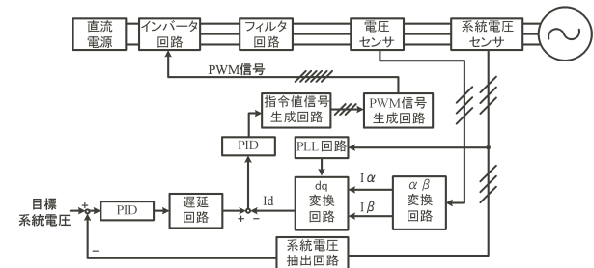 直流
電源
インバータ
回路
フィルタ
回路
電圧
センサ
系統電圧
センサ
PWM信号
指令値信号
生成回路
PWM信号
生成回路
PID
PLL回路
目標
系統電圧
+
−
PID
遅延
回路
+
−
Id
dq
変換
回路
Iα
Iβ
αβ
変換
回路
系統電圧
抽出回路